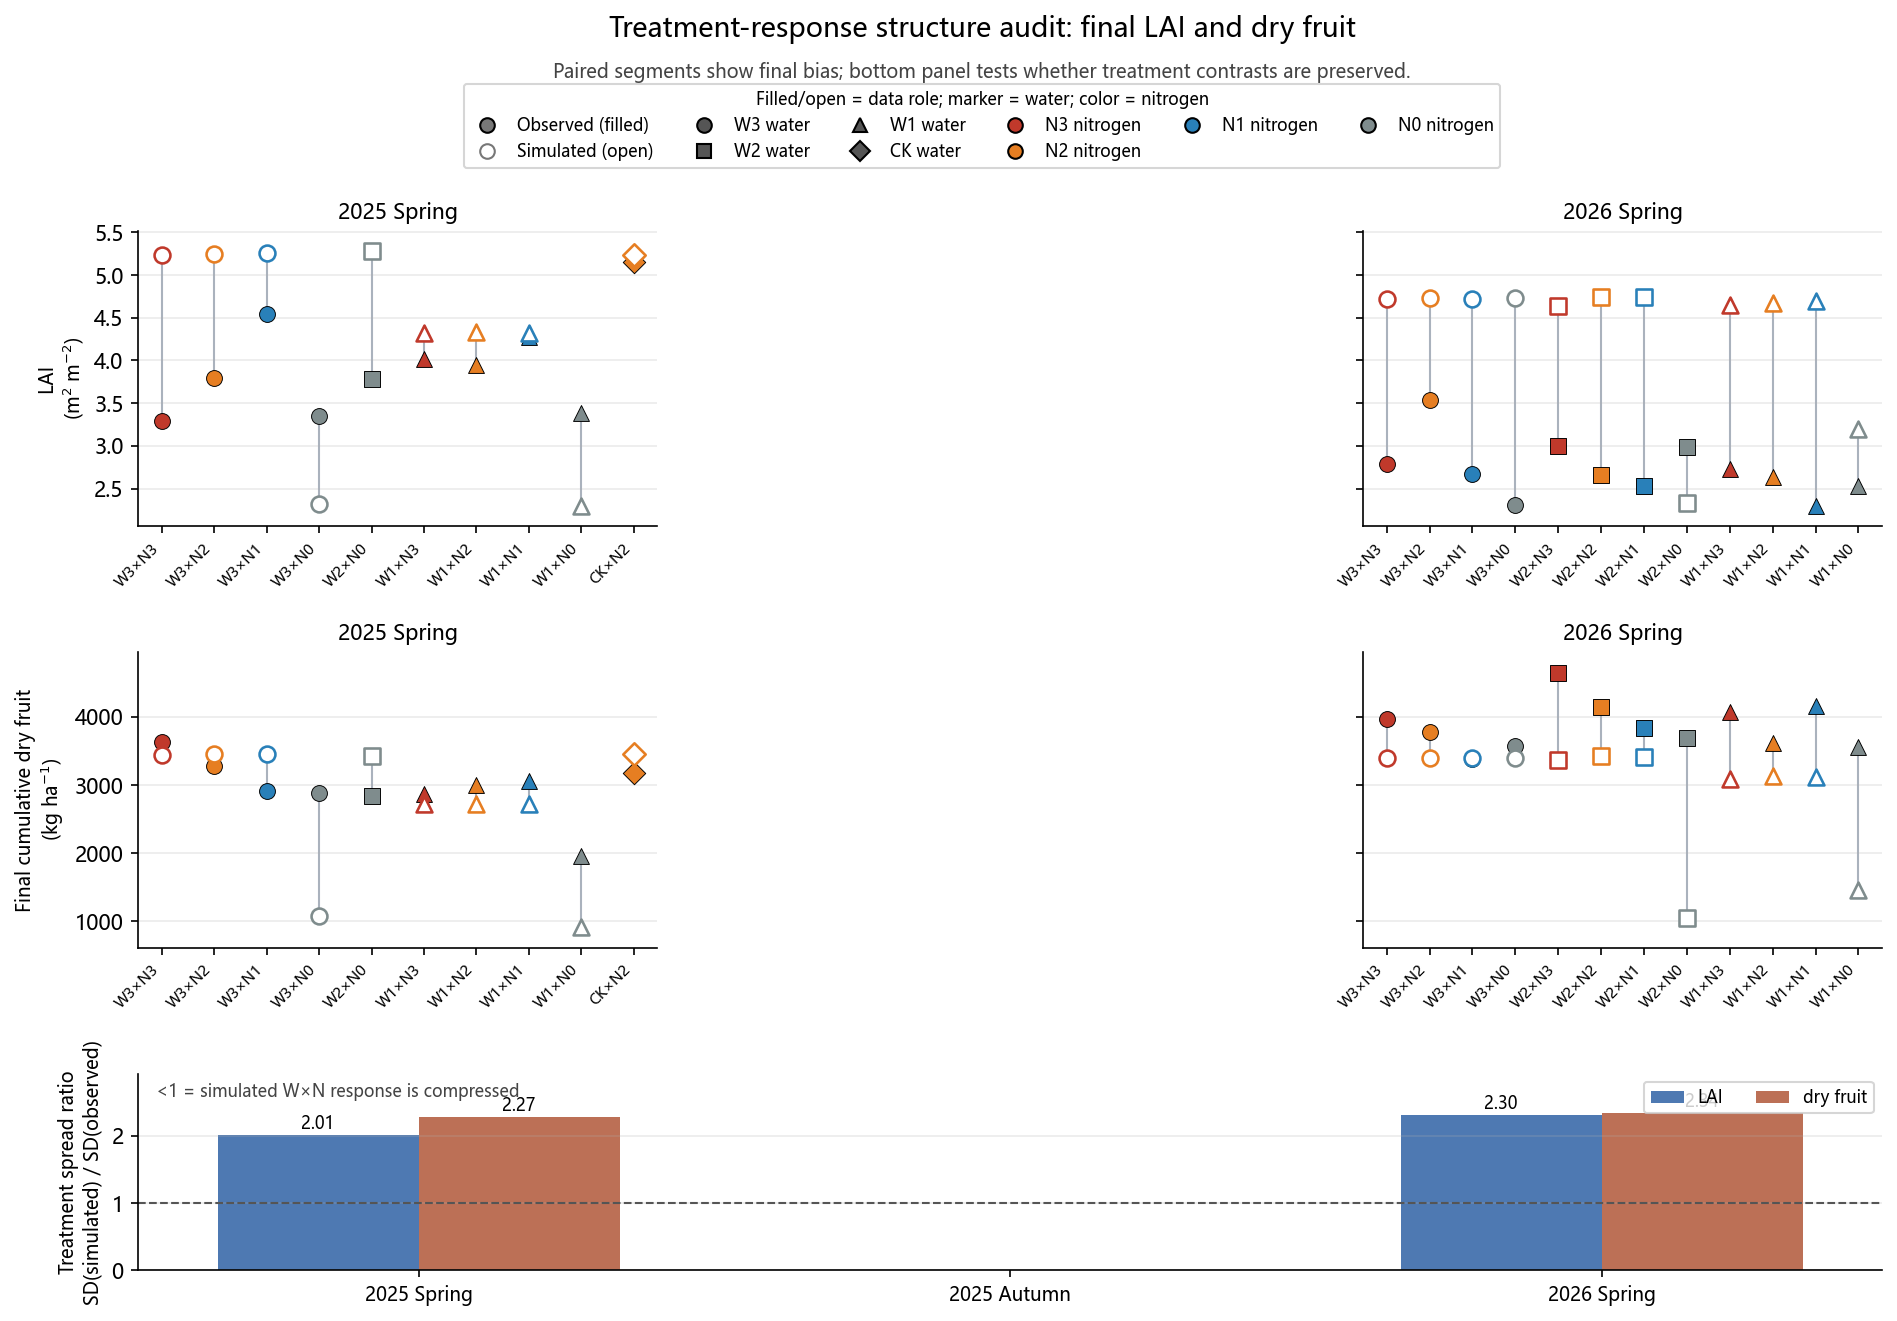 Treatment-response structure audit: final LAI and dry fruit
Paired segments show final bias; bottom panel tests whether treatment contrasts are preserved.
Filled/open = data role; marker = water; color = nitrogen
Observed (filled) W3 water W1 water N3 nitrogen N1 nitrogen N0 nitrogen
Simulated (open) W2 water CK water N2 nitrogen
2025 Spring
LAI
(m² m⁻²)
5.5
5.0
4.5
4.0
3.5
3.0
2.5
W3×N3 W3×N2 W3×N1 W3×N0 W2×N0 W1×N3 W1×N2 W1×N1 W1×N0 CK×N2
2026 Spring
W3×N3 W3×N2 W3×N1 W3×N0 W2×N3 W2×N2 W2×N1 W2×N0 W1×N3 W1×N2 W1×N1 W1×N0
2025 Spring
Final cumulative dry fruit
(kg ha⁻¹)
4000
3000
2000
1000
W3×N3 W3×N2 W3×N1 W3×N0 W2×N0 W1×N3 W1×N2 W1×N1 W1×N0 CK×N2
2026 Spring
W3×N3 W3×N2 W3×N1 W3×N0 W2×N3 W2×N2 W2×N1 W2×N0 W1×N3 W1×N2 W1×N1 W1×N0
Treatment spread ratio
SD(simulated) / SD(observed)
<1 = simulated W×N response is compressed
2
1
0
2.01
2.27
2.30
LAI dry fruit
2025 Spring 2025 Autumn 2026 Spring